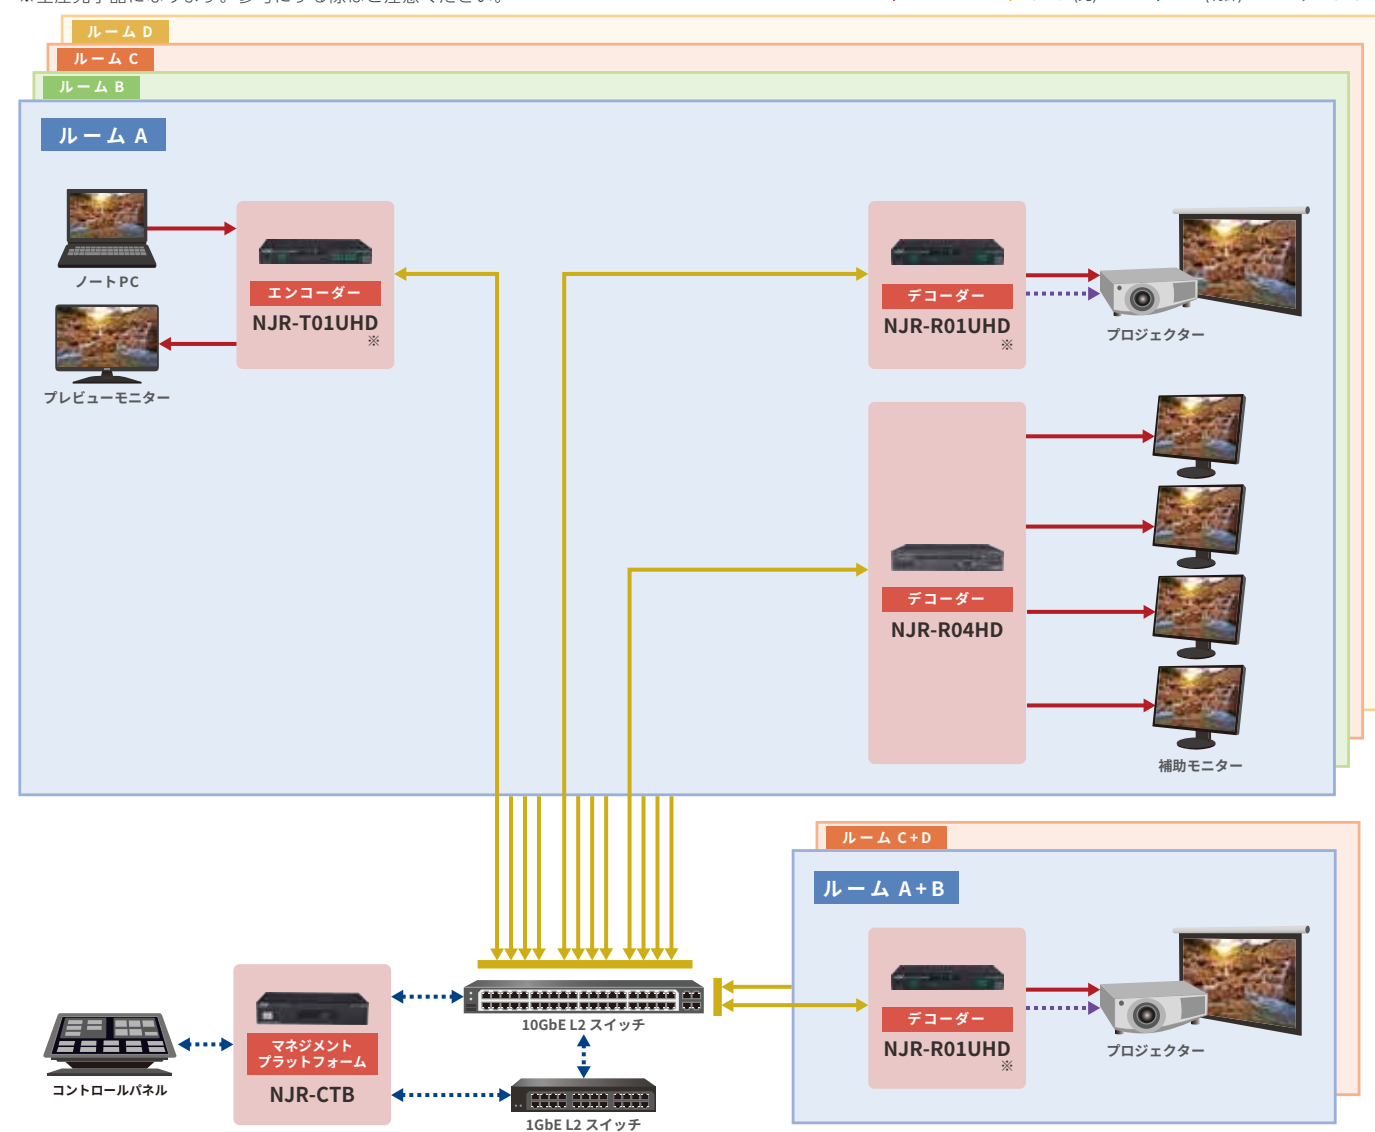 ルーム D
ルーム C
ルーム B
ルーム A
ノートPC
プレビューモニター
エンコーダー
NJR-T01UHD
※
デコーダー
NJR-R01UHD
※
プロジェクター
デコーダー
NJR-R04HD
補助モニター
ルーム C+D
ルーム A+B
デコーダー
NJR-R01UHD
※
プロジェクター
10GbE L2 スイッチ
1GbE L2 スイッチ
マネジメント
プラットフォーム
NJR-CTB
コントロールパネル